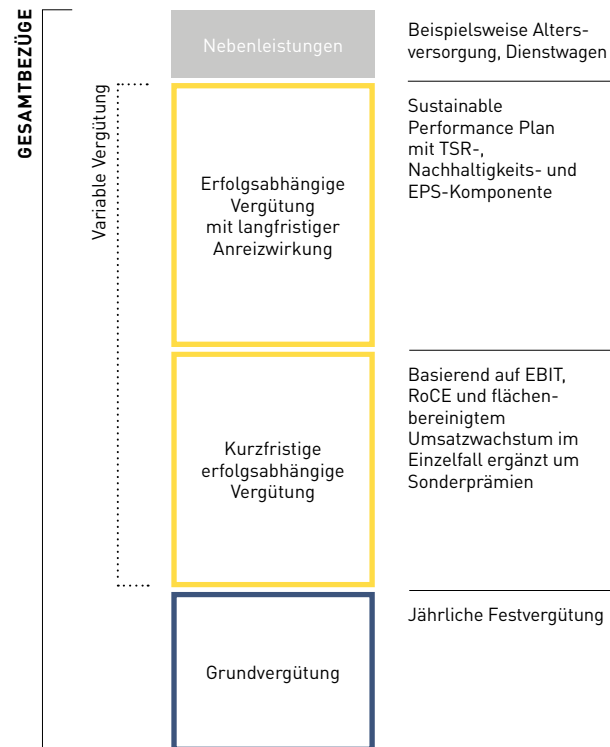 GESAMTBEZÜGE
Variable Vergütung
Nebenleistungen
Beispielsweise Alters-
versorgung, Dienstwagen
Erfolgsabhängige
Vergütung
mit langfristiger
Anreizwirkung
Sustainable
Performance Plan
mit TSR-,
Nachhaltigkeits- und
EPS-Komponente
Kurzfristige
erfolgsabhängige
Vergütung
Basierend auf EBIT,
RoCE und flächen-
bereinigtem
Umsatzwachstum im
Einzelfall ergänzt um
Sonderprämien
Grundvergütung
Jährliche Festvergütung